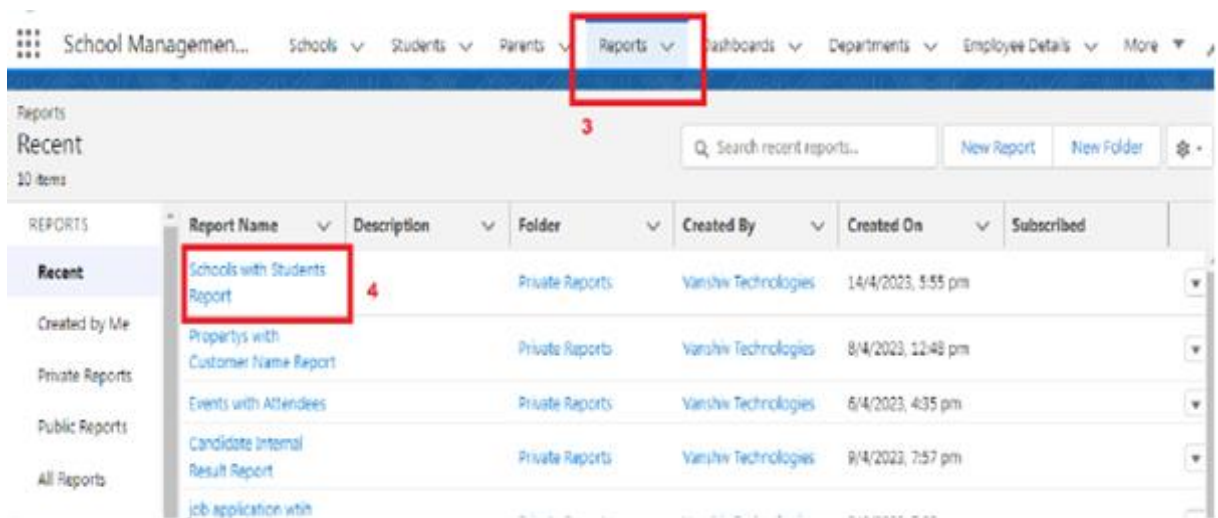 School Managemen... Schools Students Parents Reports Dashboards Departments Employee Details More
Reports
Recent
10 items
3
Search recent reports...
New Report
New Folder
REPORTS
Recent
Created by Me
Private Reports
Public Reports
All Reports
Report Name Description Folder Created By Created On Subscribed
Schools with Students
Report
4
Private Reports Vanshiv Technologies 14/4/2023, 5:55 pm
Propertys with
Customer Name Report
Private Reports Vanshiv Technologies 8/4/2023, 12:48 pm
Events with Attendees Private Reports Vanshiv Technologies 6/4/2023, 4:35 pm
Candidate Internal
Result Report
Private Reports Vanshiv Technologies 9/4/2023, 7:57 pm
job application wtih